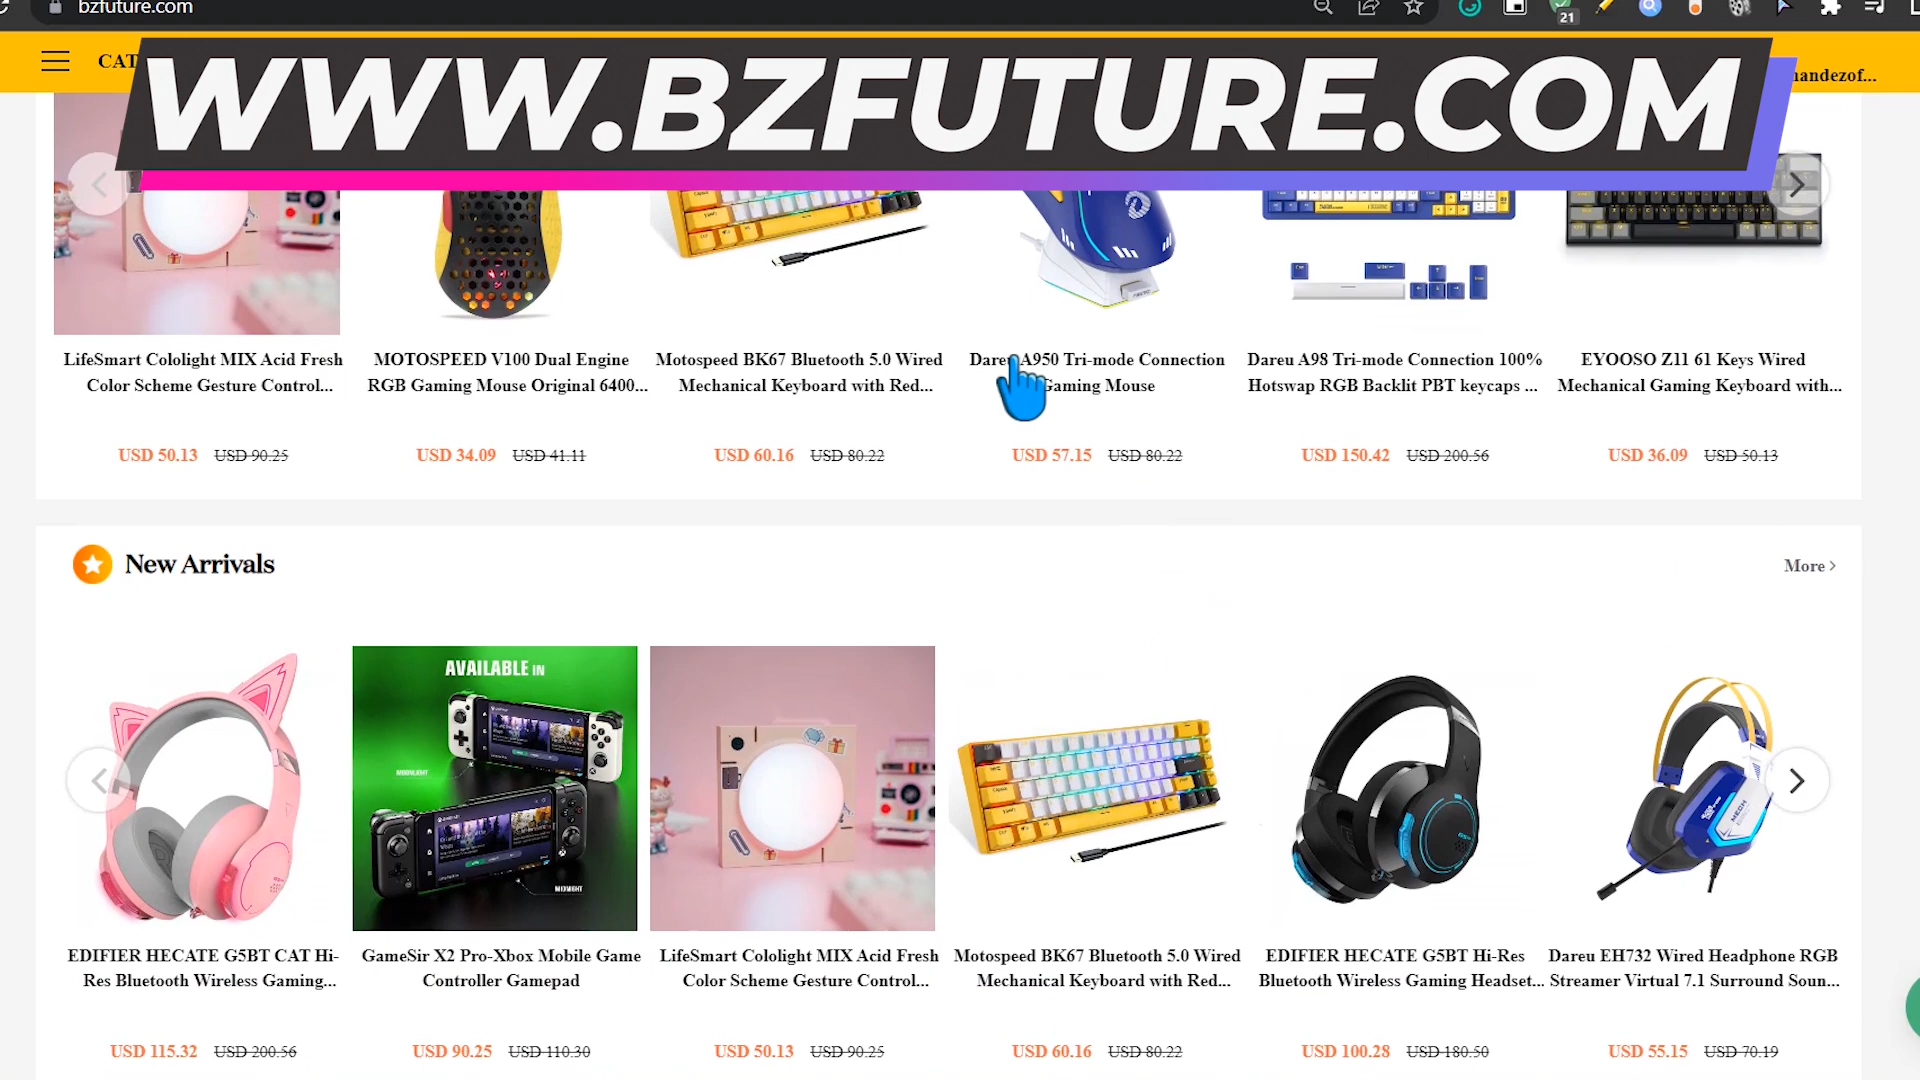 bzfuture.com
21
CAT
WWW.BZFUTURE.COM
nandezof...
LifeSmart Cololight MIX Acid Fresh
Color Scheme Gesture Control...
USD 50.13 USD 90.25
MOTOSPEED V100 Dual Engine
RGB Gaming Mouse Original 6400...
USD 34.09 USD 41.11
Motospeed BK67 Bluetooth 5.0 Wired
Mechanical Keyboard with Red...
USD 60.16 USD 80.22
Dareu A950 Tri-mode Connection
Gaming Mouse
USD 57.15 USD 80.22
Dareu A98 Tri-mode Connection 100%
Hotswap RGB Backlit PBT keycaps ...
USD 150.42 USD 200.56
EYOOSO Z11 61 Keys Wired
Mechanical Gaming Keyboard with...
USD 36.09 USD 50.13
New Arrivals
More >
AVAILABLE IN
MOONLIGHT
MIDNIGHT
EDIFIER HECATE G5BT CAT Hi-
Res Bluetooth Wireless Gaming...
USD 115.32 USD 200.56
GameSir X2 Pro-Xbox Mobile Game
Controller Gamepad
USD 90.25 USD 110.30
LifeSmart Cololight MIX Acid Fresh
Color Scheme Gesture Control...
USD 50.13 USD 90.25
Motospeed BK67 Bluetooth 5.0 Wired
Mechanical Keyboard with Red...
USD 60.16 USD 80.22
EDIFIER HECATE G5BT Hi-Res
Bluetooth Wireless Gaming Headset...
USD 100.28 USD 180.50
Dareu EH732 Wired Headphone RGB
Streamer Virtual 7.1 Surround Soun...
USD 55.15 USD 70.19